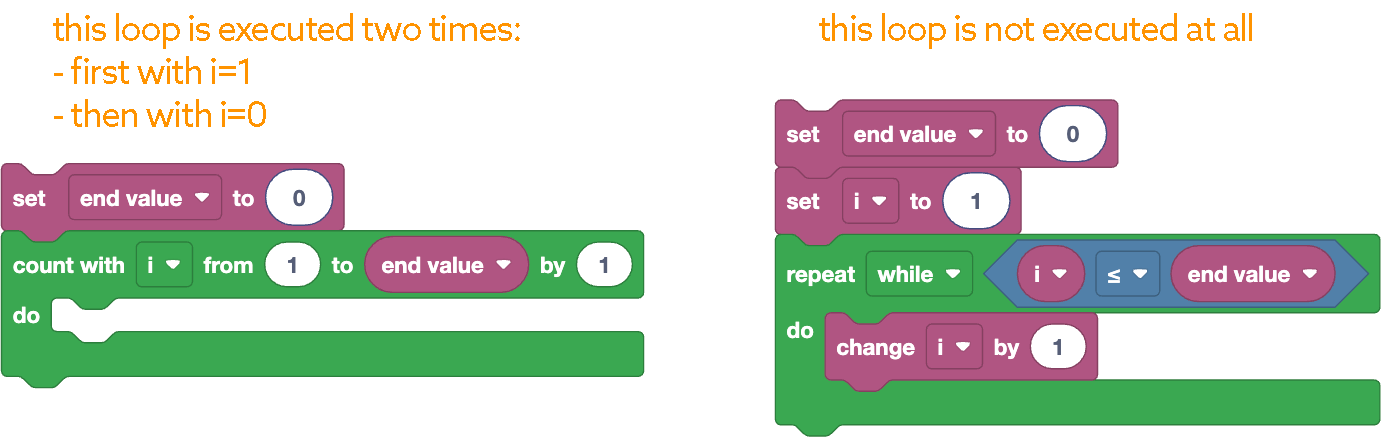 this loop is executed two times:
- first with i=1
- then with i=0
set end value to 0
count with i from 1 to end value by 1
do
this loop is not executed at all
set end value to 0
set i to 1
repeat while i ≤ end value
do change i by 1